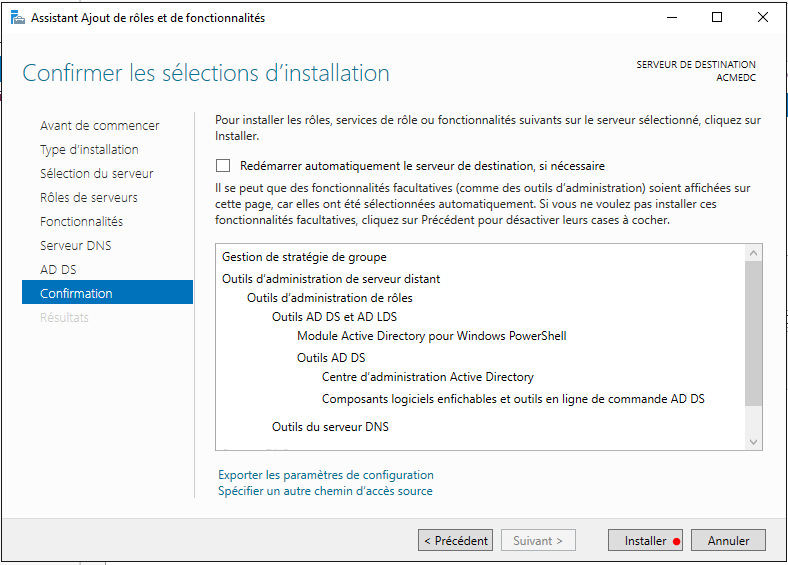 Assistant Ajout de rôles et de fonctionnalités
Confirmer les sélections d'installation
SERVEUR DE DESTINATION
ACMEDC
Avant de commencer
Type d'installation
Sélection du serveur
Rôles de serveurs
Fonctionnalités
Serveur DNS
AD DS
Confirmation
Résultats
Pour installer les rôles, services de rôle ou fonctionnalités suivants sur le serveur sélectionné, cliquez sur
Installer.
Redémarrer automatiquement le serveur de destination, si nécessaire
Il se peut que des fonctionnalités facultatives (comme des outils d'administration) soient affichées sur
cette page, car elles ont été sélectionnées automatiquement. Si vous ne voulez pas installer ces
fonctionnalités facultatives, cliquez sur Précédent pour désactiver leurs cases à cocher.
Gestion de stratégie de groupe
Outils d'administration de serveur distant
Outils d'administration de rôles
Outils AD DS et AD LDS
Module Active Directory pour Windows PowerShell
Outils AD DS
Centre d'administration Active Directory
Composants logiciels enfichables et outils en ligne de commande AD DS
Outils du serveur DNS
Exporter les paramètres de configuration
Spécifier un autre chemin d'accès source
< Précédent
Suivant >
Installer
Annuler